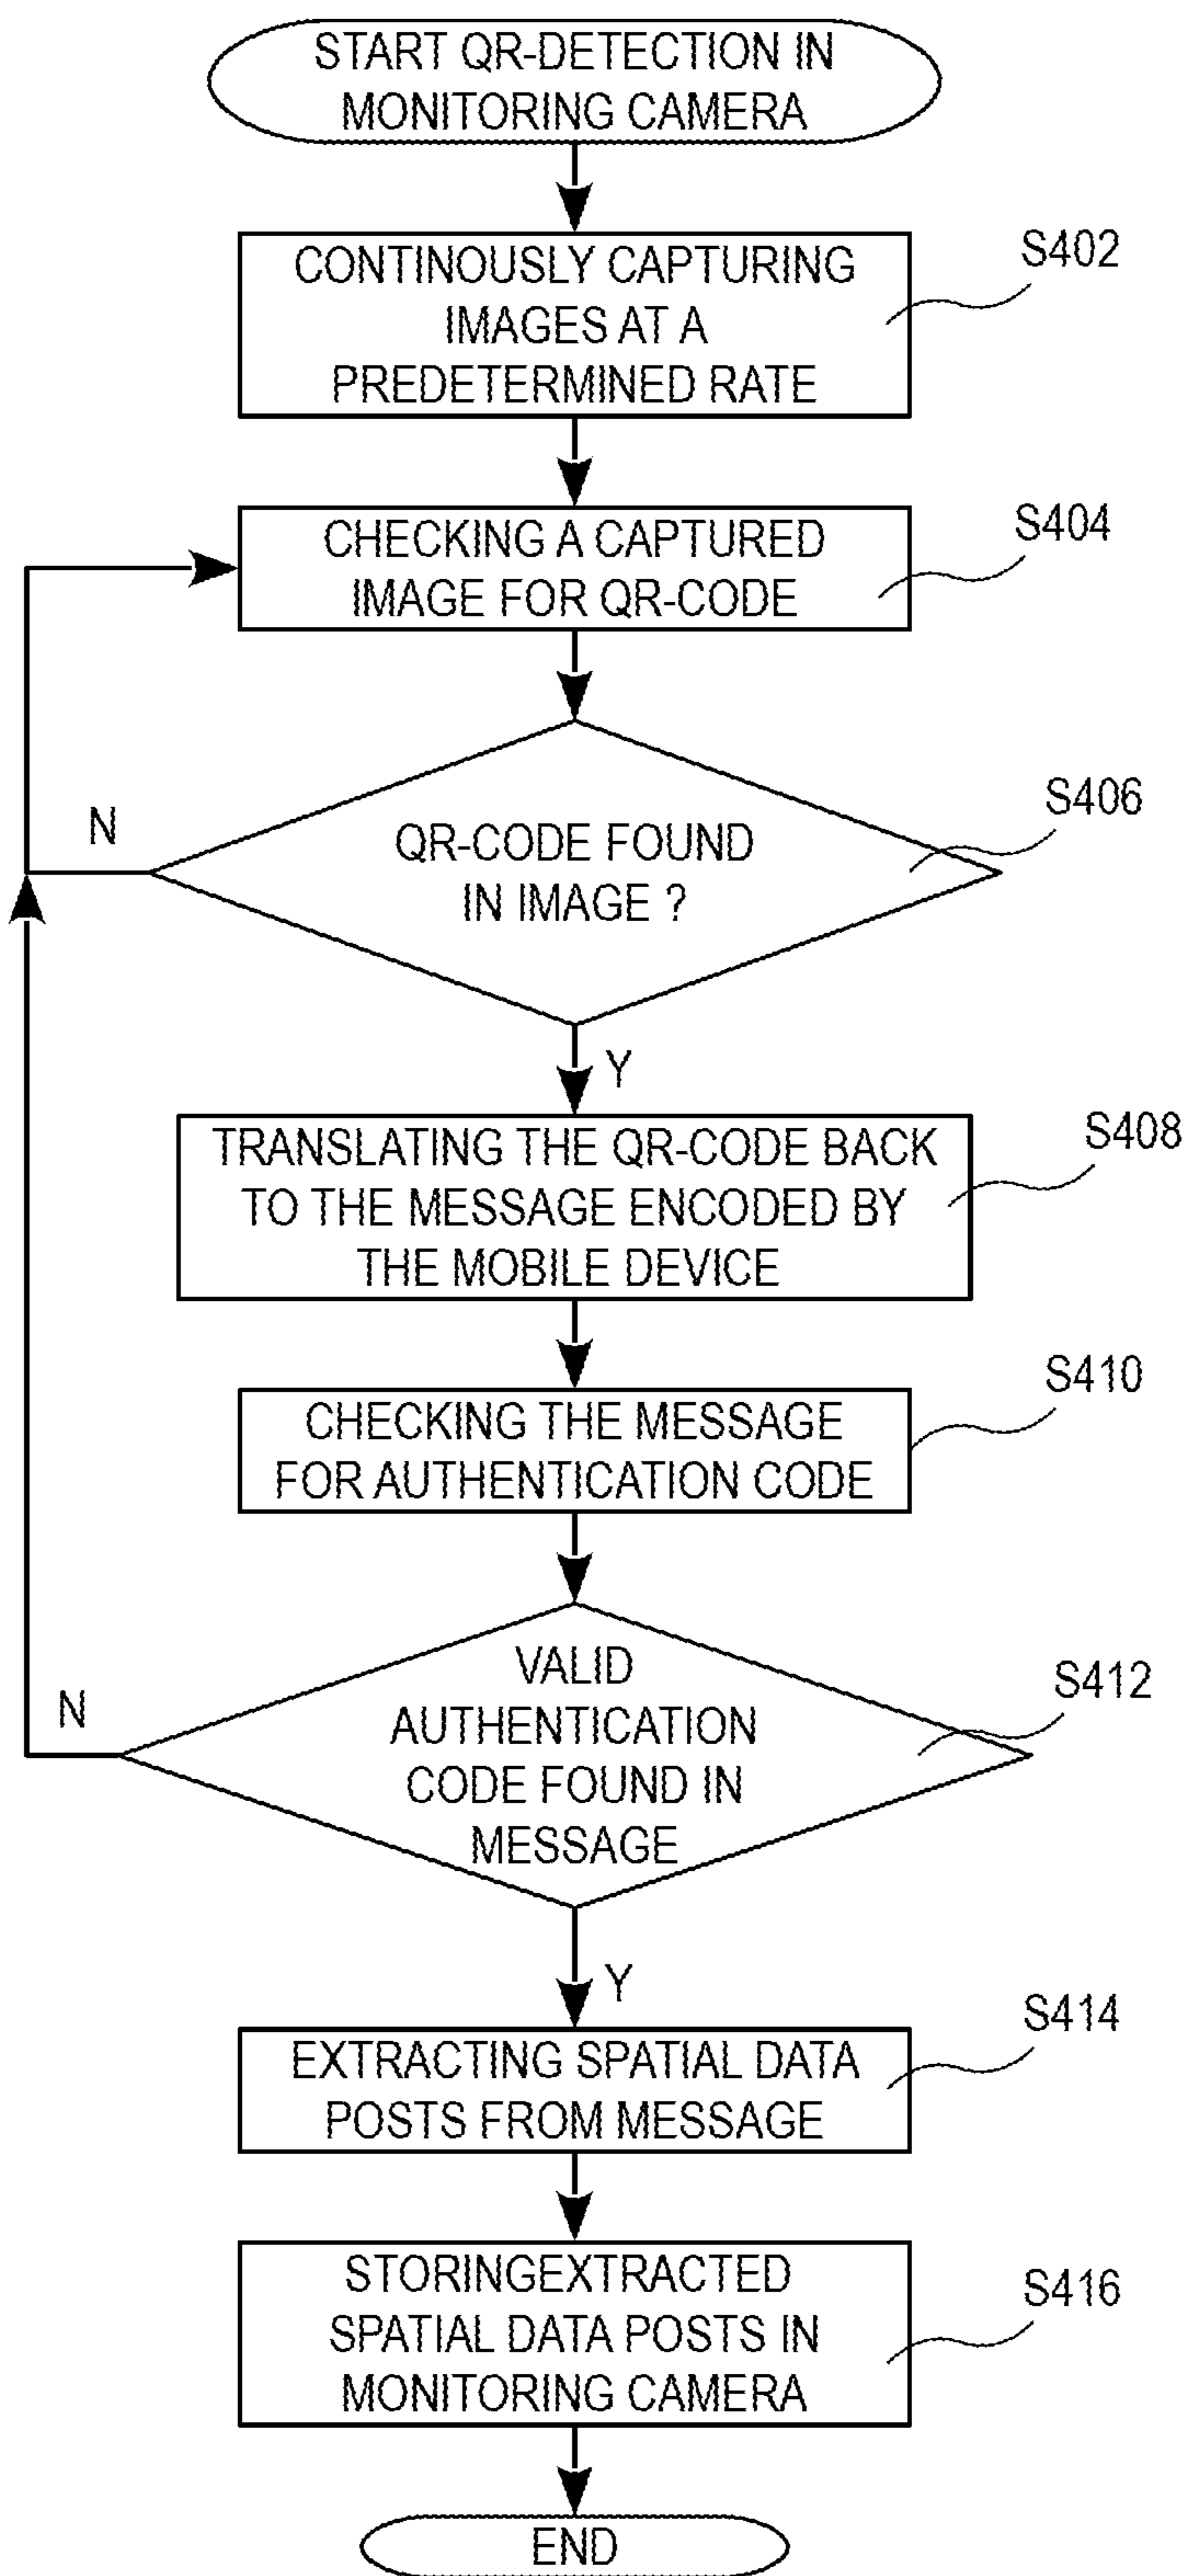 START QR-DETECTION IN
MONITORING CAMERA
CONTINOUSLY CAPTURING
IMAGES AT A
PREDETERMINED RATE
S402
CHECKING A CAPTURED
IMAGE FOR QR-CODE
S404
QR-CODE FOUND
IN IMAGE ?
S406
N
Y
TRANSLATING THE QR-CODE BACK
TO THE MESSAGE ENCODED BY
THE MOBILE DEVICE
S408
CHECKING THE MESSAGE
FOR AUTHENTICATION CODE
S410
VALID
AUTHENTICATION
CODE FOUND IN
MESSAGE
S412
N
Y
EXTRACTING SPATIAL DATA
POSTS FROM MESSAGE
S414
STORINGEXTRACTED
SPATIAL DATA POSTS IN
MONITORING CAMERA
S416
END